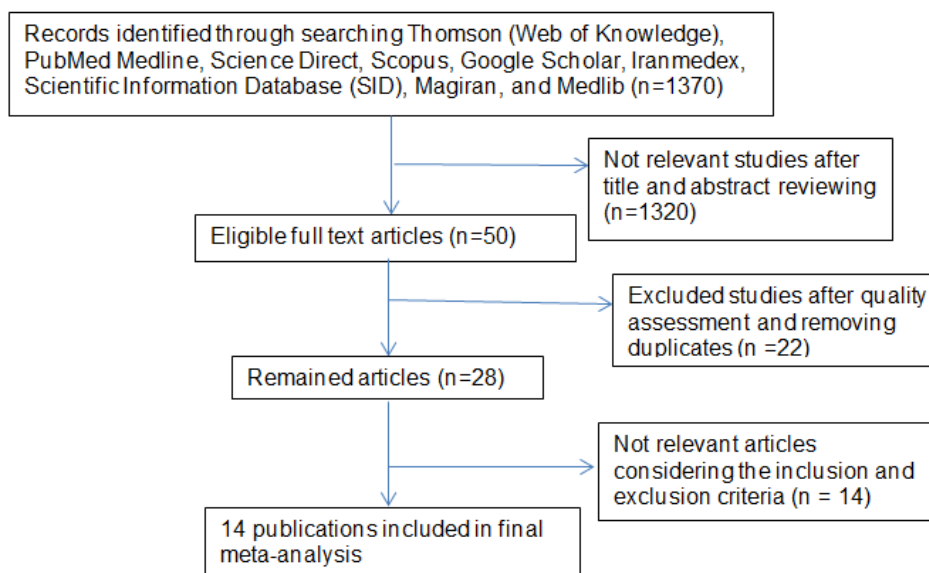 Records identified through searching Thomson (Web of Knowledge),
PubMed Medline, Science Direct, Scopus, Google Scholar, Iranmedex,
Scientific Information Database (SID), Magiran, and Medlib (n=1370)
Not relevant studies after
title and abstract reviewing
(n=1320)
Eligible full text articles (n=50)
Excluded studies after quality
assessment and removing
duplicates (n =22)
Remained articles (n=28)
Not relevant articles
considering the inclusion and
exclusion criteria (n = 14)
14 publications included in final
meta-analysis